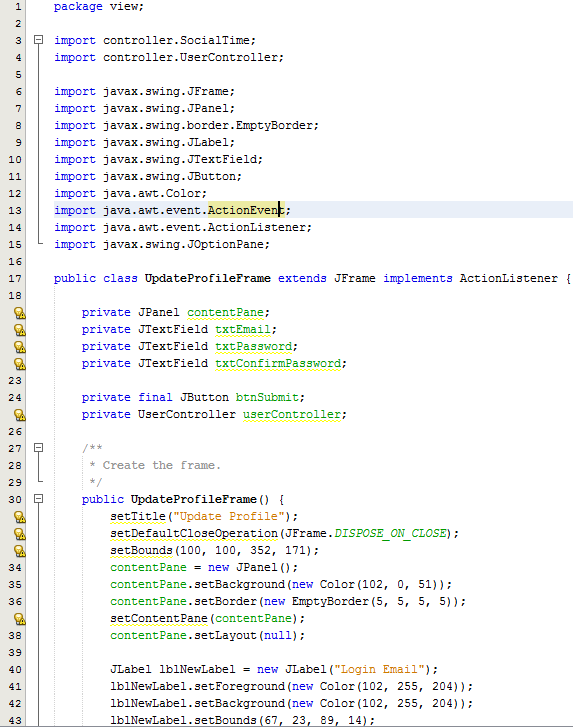 1 package view;
2
3 import controller.SocialTime;
4 import controller.UserController;
5
6 import javax.swing.JFrame;
7 import javax.swing.JPanel;
8 import javax.swing.border.EmptyBorder;
9 import javax.swing.JLabel;
10 import javax.swing.JTextField;
11 import javax.swing.JButton;
12 import java.awt.Color;
13 import java.awt.event.ActionEvent;
14 import java.awt.event.ActionListener;
15 import javax.swing.JOptionPane;
16
17 public class UpdateProfileFrame extends JFrame implements ActionListener {
18
private JPanel contentPane;
private JTextField txtEmail;
private JTextField txtPassword;
private JTextField txtConfirmPassword;
23
24 private final JButton btnSubmit;
private UserController userController;
26
27 /**
28 * Create the frame.
29 */
30 public UpdateProfileFrame() {
setTitle("Update Profile");
setDefaultCloseOperation(JFrame.DISPOSE_ON_CLOSE);
setBounds(100, 100, 352, 171);
34 contentPane = new JPanel();
35 contentPane.setBackground(new Color(102, 0, 51));
36 contentPane.setBorder(new EmptyBorder(5, 5, 5, 5));
setContentPane(contentPane);
38 contentPane.setLayout(null);
39
40 JLabel lblNewLabel = new JLabel("Login Email");
41 lblNewLabel.setForeground(new Color(102, 255, 204));
42 lblNewLabel.setBackground(new Color(102, 255, 204));
43 lblNewLabel.setBounds(67, 23, 89, 14);